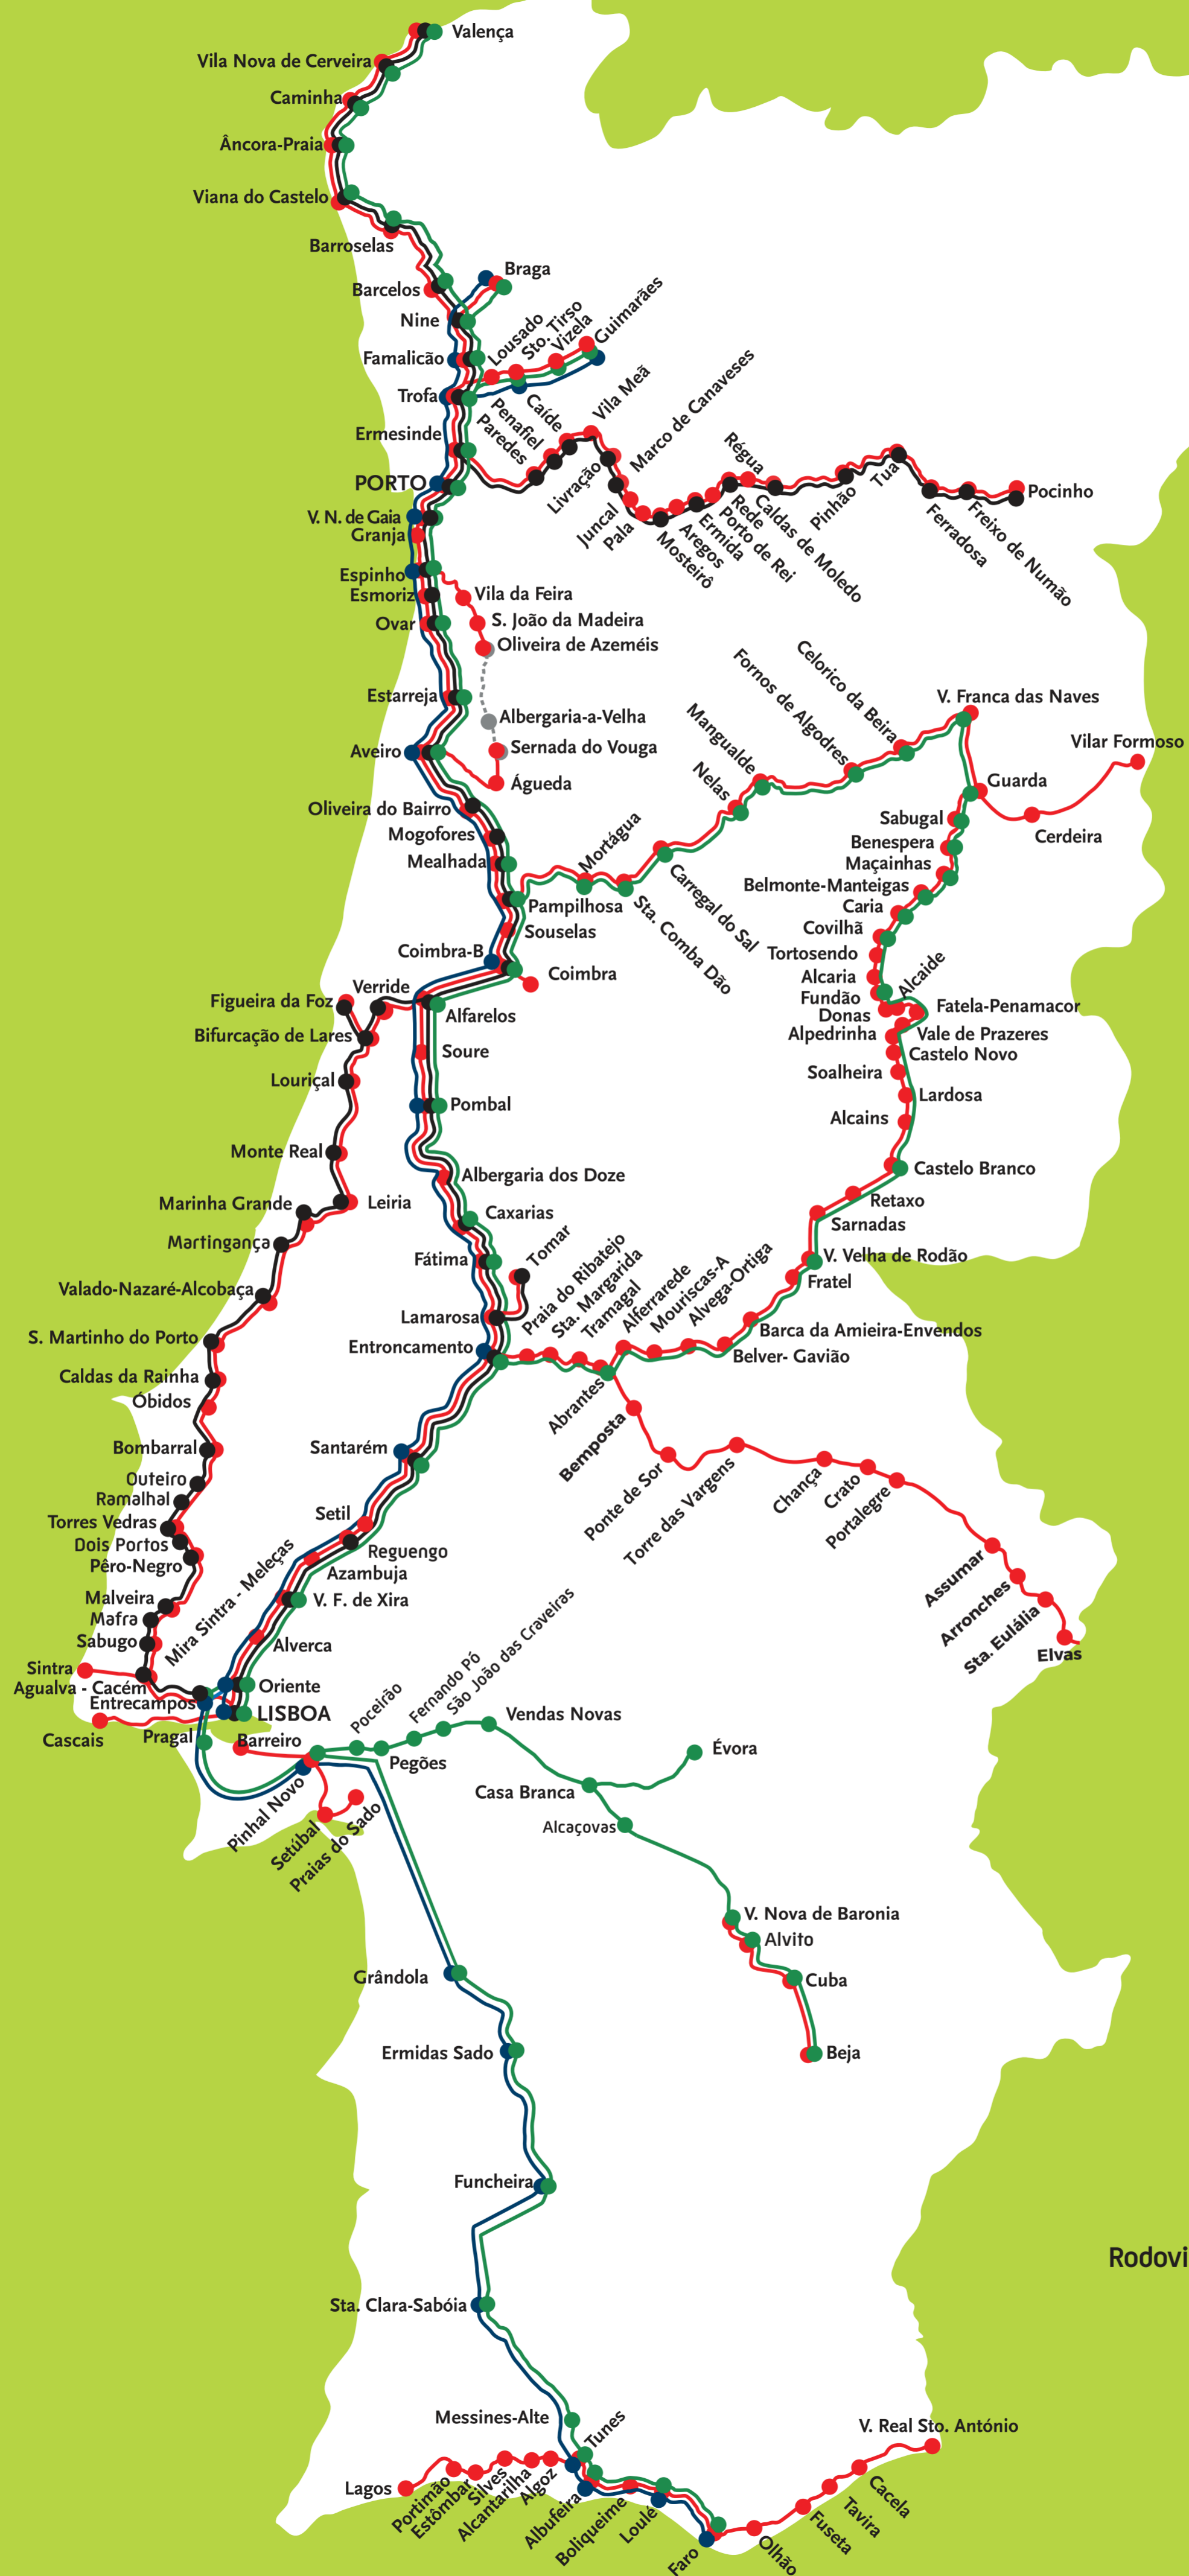 Valença
Vila Nova de Cerveira
Caminha
Âncora-Praia
Viana do Castelo
Barroselas
Braga
Barcelos
Nine
Lousado
Sto. Tirso
Vizela
Guimarães
Famalicão
Trofa
Ermesinde
Paredes
Penafiel
Caíde
Vila Meã
Livração
Marco de Canaveses
Juncal
Pala
Mosteirô
Aregos
Ermida
Porto de Rei
Rede
Caldas de Moledo
Régua
Pinhão
Tua
Ferradosa
Freixo de Numão
Pocinho
PORTO
V. N. de Gaia
Granja
Espinho
Esmoriz
Ovar
Vila da Feira
S. João da Madeira
Oliveira de Azeméis
Albergaria-a-Velha
Sernada do Vouga
Águeda
Estarreja
Aveiro
Oliveira do Bairro
Mogofores
Mealhada
Pampilhosa
Mortágua
Sta. Comba Dão
Carregal do Sal
Nelas
Mangualde
Fornos de Algodres
Celorico da Beira
V. Franca das Naves
Vilar Formoso
Guarda
Cerdeira
Sabugal
Benespera
Maçainhas
Belmonte-Manteigas
Caria
Covilhã
Tortosendo
Alcaria
Fundão
Donas
Alcaide
Fatela-Penamacor
Alpedrinha
Vale de Prazeres
Castelo Novo
Soalheira
Lardosa
Alcains
Castelo Branco
Retaxo
Sarnadas
V. Velha de Rodão
Fratel
Barca da Amieira-Envendos
Belver- Gavião
Souselas
Coimbra-B
Coimbra
Verride
Figueira da Foz
Alfarelos
Bifurcação de Lares
Soure
Louriçal
Pombal
Monte Real
Albergaria dos Doze
Marinha Grande
Leiria
Caxarias
Martingança
Fátima
Tomar
Valado-Nazaré-Alcobaça
Lamarosa
S. Martinho do Porto
Entroncamento
Praia do Ribatejo
Sta. Margarida
Tramagal
Alferrarede
Mouriscas-A
Alvega-Ortiga
Abrantes
Bemposta
Ponte de Sor
Torre das Vargens
Chança
Crato
Portalegre
Assumar
Arronches
Sta. Eulália
Elvas
Caldas da Rainha
Óbidos
Bombarral
Santarém
Outeiro
Ramalhal
Torres Vedras
Dois Portos
Pêro-Negro
Setil
Reguengo
Azambuja
V. F. de Xira
Malveira
Mafra
Sabugo
Mira Sintra - Meleças
Alverca
Sintra
Agualva - Cacém
Entrecampos
Oriente
LISBOA
Cascais
Pragal
Barreiro
Pinhal Novo
Setúbal
Praias do Sado
Poceirão
Pegões
Fernando Pó
São João das Craveiras
Vendas Novas
Évora
Casa Branca
Alcaçovas
V. Nova de Baronia
Alvito
Cuba
Beja
Grândola
Ermidas Sado
Funcheira
Rodovi
Sta. Clara-Sabóia
Messines-Alte
Tunes
V. Real Sto. António
Lagos
Portimão
Estômbar
Silves
Alcantarilha
Algoz
Albufeira
Boliqueime
Loulé
Faro
Olhão
Fuseta
Tavira
Cacela